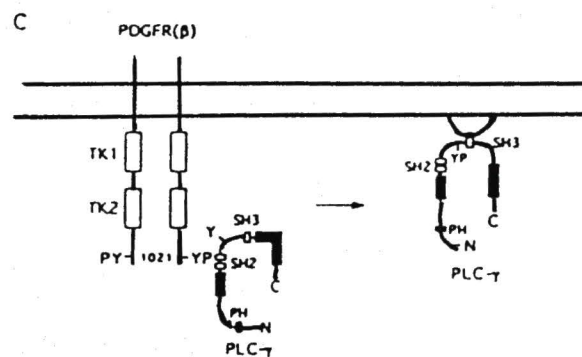 C
PDGFR(β)
TK1
TK2
PY
1021
YP
Y
SH3
SH2
C
PH
N
PLC-γ
SH2
YP
SH3
C
PH
N
PLC-γ